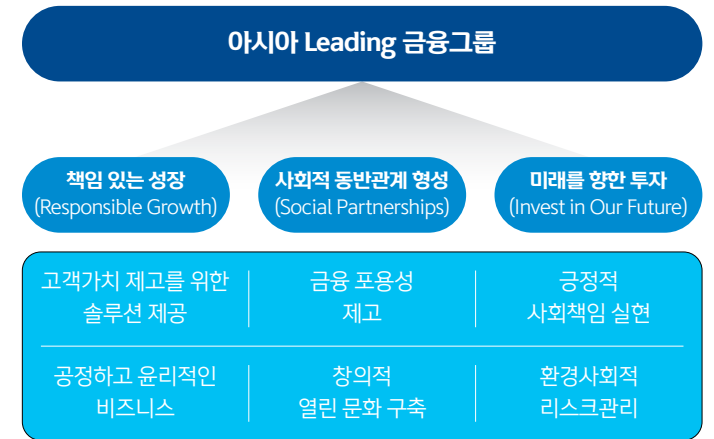 아시아 Leading 금융그룹
책임 있는 성장
(Responsible Growth)
사회적 동반관계 형성
(Social Partnerships)
미래를 향한 투자
(Invest in Our Future)
고객가치 제고를 위한
솔루션 제공
금융 포용성
제고
긍정적
사회책임 실현
공정하고 윤리적인
비즈니스
창의적
열린 문화 구축
환경사회적
리스크관리